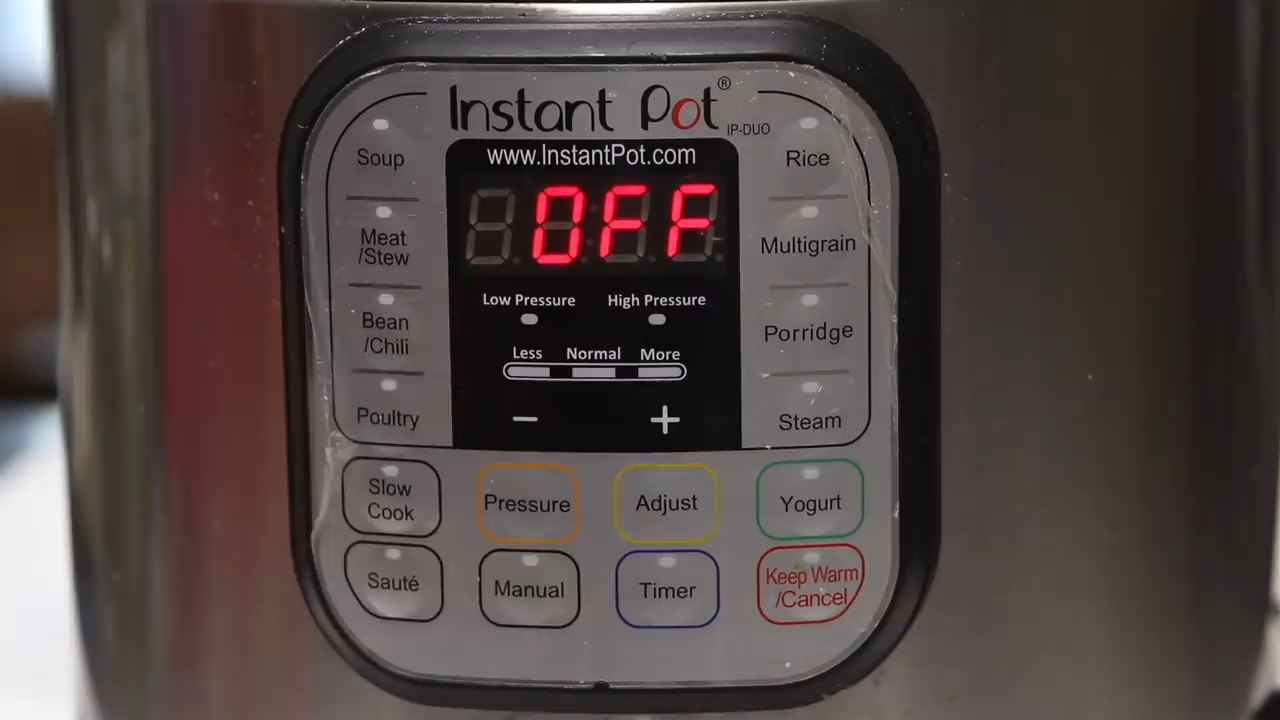 Instant Pot®
IP-DUO
www.InstantPot.com
OFF
Soup
Meat
/Stew
Bean
/Chili
Poultry
Rice
Multigrain
Porridge
Steam
Low Pressure
High Pressure
Less Normal More
− +
Slow
Cook
Pressure
Adjust
Yogurt
Sauté
Manual
Timer
Keep Warm
/Cancel